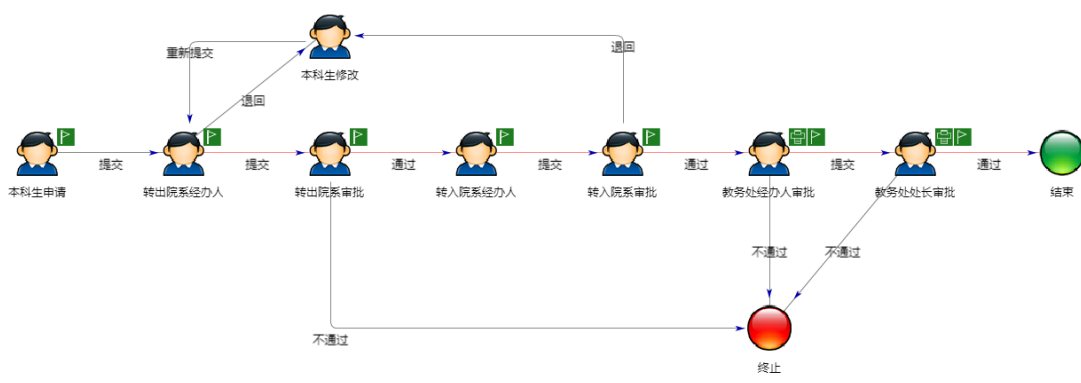 重新提交
退回
本科生修改
退回
提交
提交
通过
提交
通过
提交
通过
本科生申请
转出院系经办人
转出院系审批
转入院系经办人
转入院系审批
教务处经办人审批
教务处处长审批
结束
不通过
不通过
不通过
终止